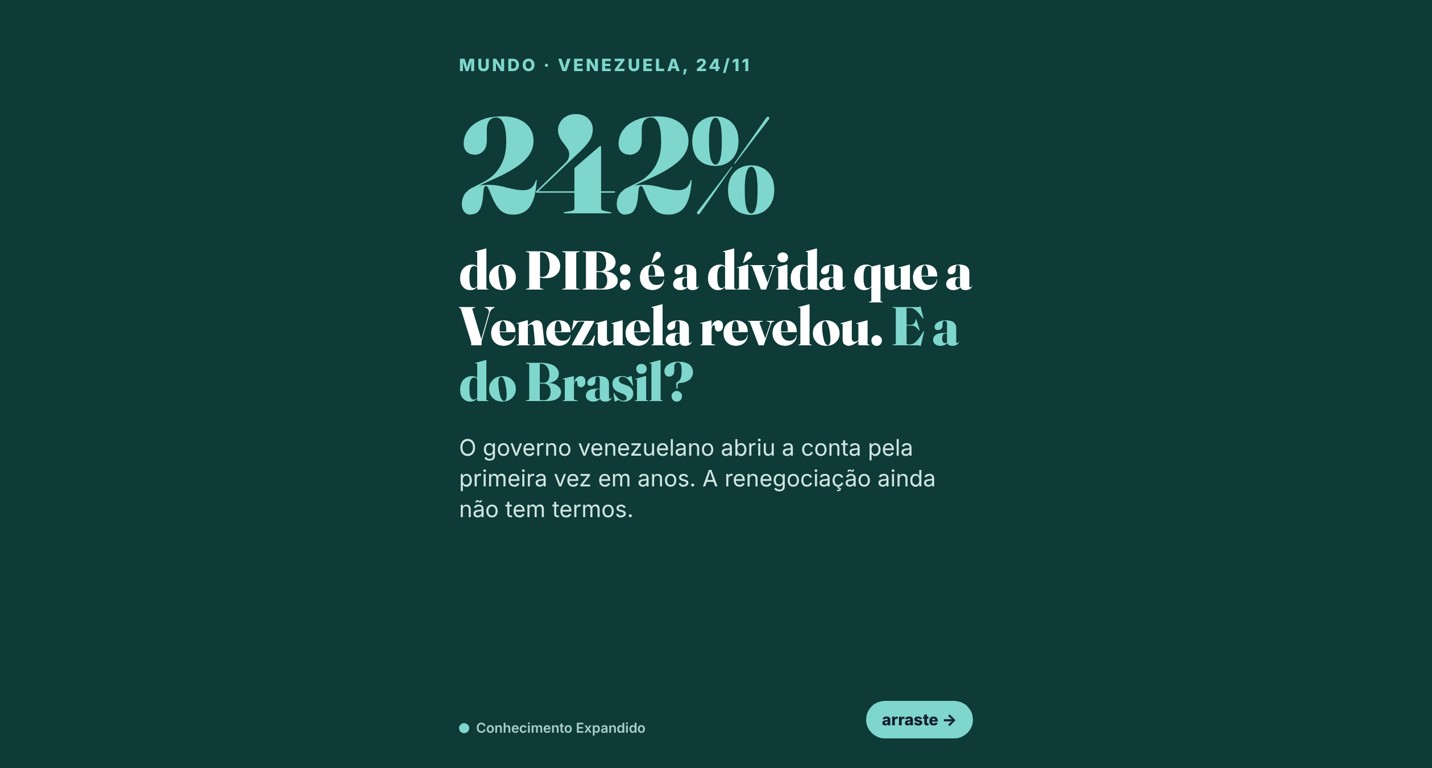 MUNDO · VENEZUELA, 24/11
242%
do PIB: é a dívida que a
Venezuela revelou. E a
do Brasil?
O governo venezuelano abriu a conta pela
primeira vez em anos. A renegociação ainda
não tem termos.
Conhecimento Expandido
arraste →